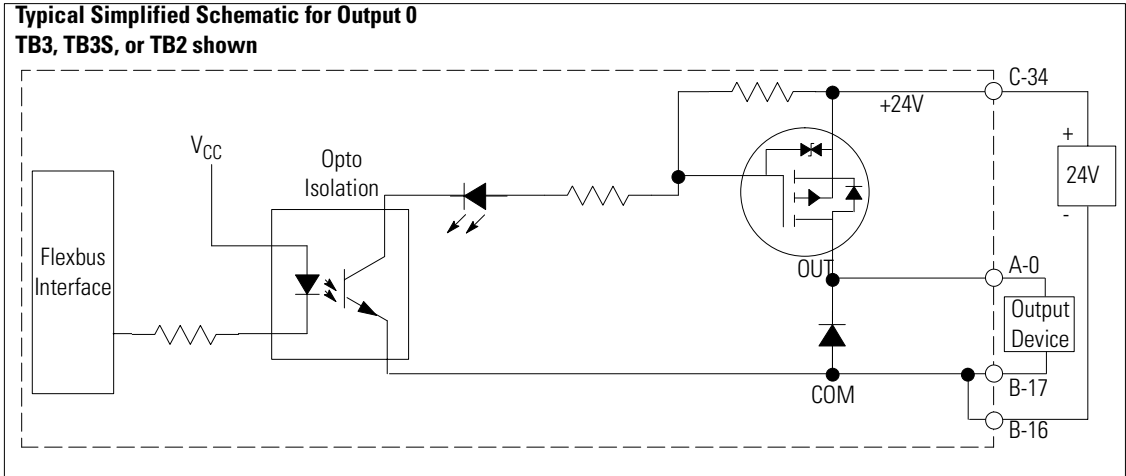 Typical Simplified Schematic for Output 0
TB3, TB3S, or TB2 shown
C-34
+24V
VCC
Opto
Isolation
+
24V
-
Flexbus
Interface
OUT
A-0
Output
Device
COM
B-17
B-16